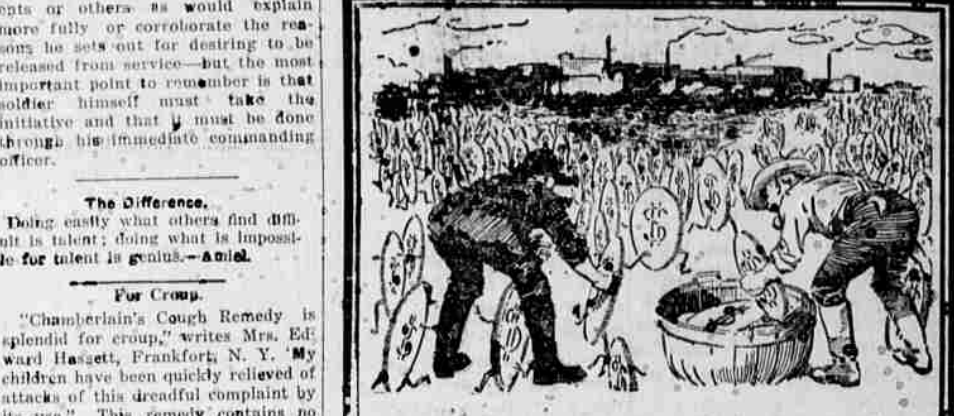 ents or others as would explain
more fully or corroborate the rea-
sons he sets out for desiring to be
released from service—but the most
important point to remember is that
soldier himself must take the
initiative and that it must be done
through his immediate commanding
officer.
The Difference.
Doing easily what others find diffi-
cult is talent; doing what is impossi-
ble for talent is genius.—Amiel.
For Croup.
"Chamberlain's Cough Remedy is
splendid for croup," writes Mrs. Ed-
ward Hassett, Frankfort, N. Y. "My
children have been quickly relieved of
attacks of this dreadful complaint by
its use." This remedy contains no